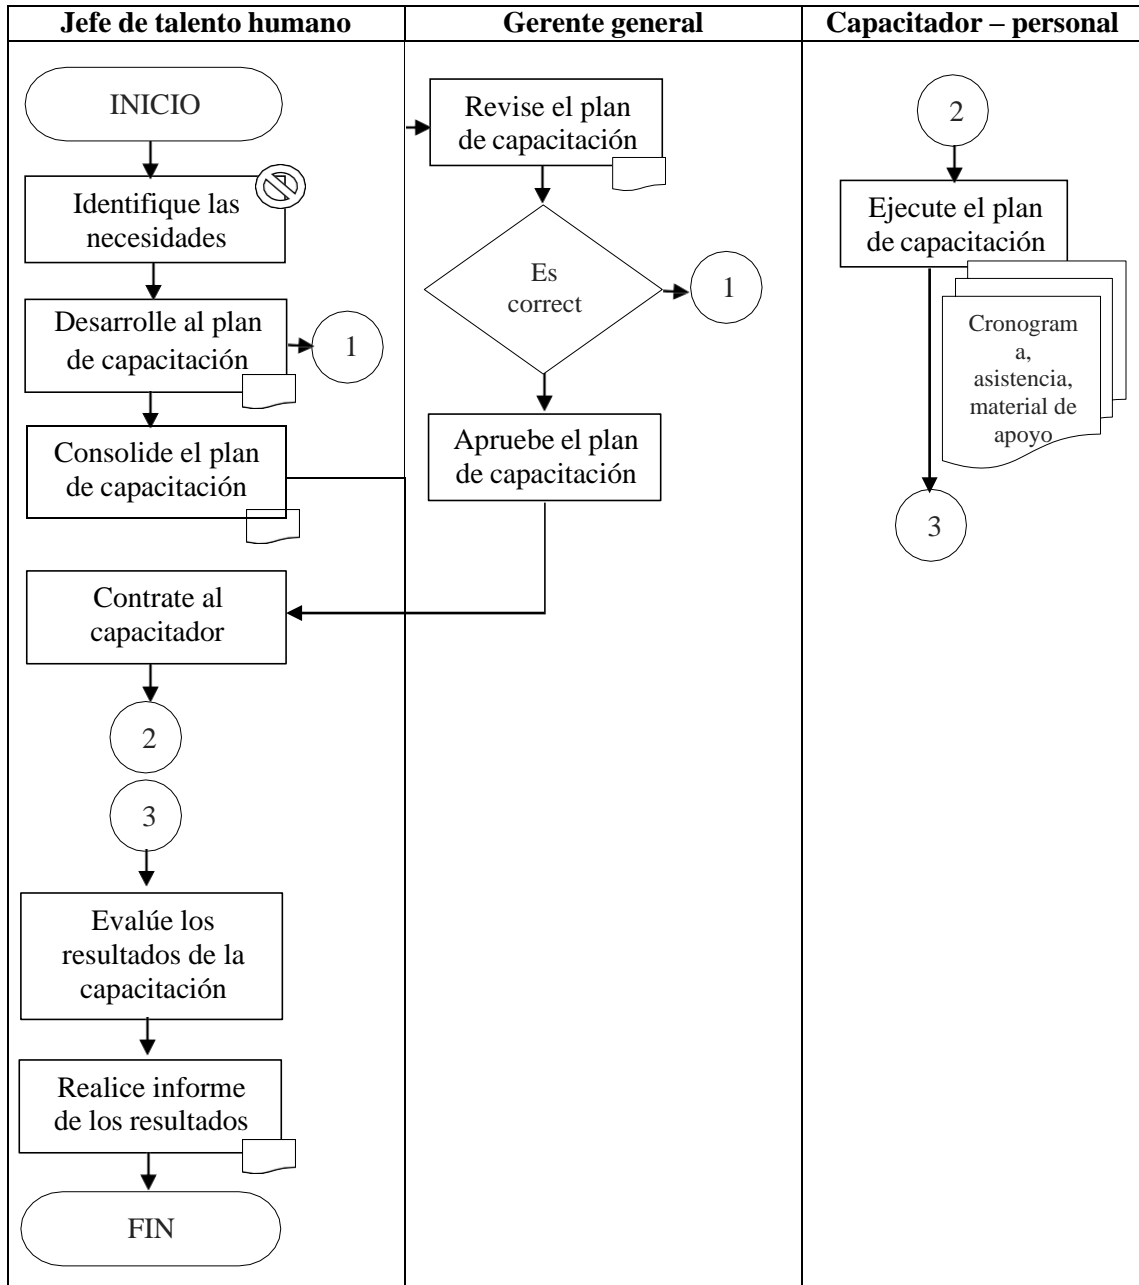 Jefe de talento humano
Gerente general
Capacitador – personal
INICIO
Identifique las
necesidades
Desarrolle al plan
de capacitación
1
Consolide el plan
de capacitación
Contrate al
capacitador
2
3
Evalúe los
resultados de la
capacitación
Realice informe
de los resultados
FIN
Revise el plan
de capacitación
Es
correct
1
Apruebe el plan
de capacitación
2
Ejecute el plan
de capacitación
Cronogram
a,
asistencia,
material de
apoyo
3